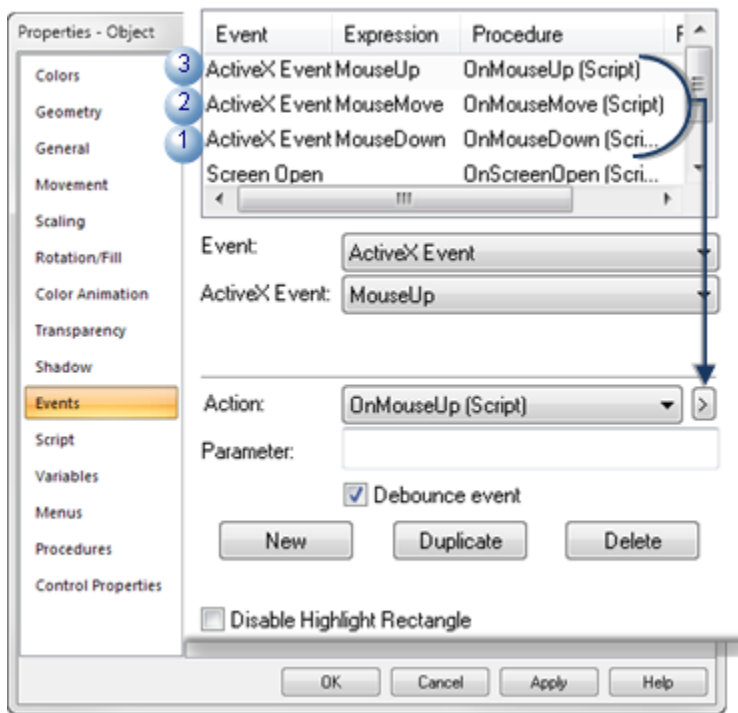 Properties - Object
Colors
Geometry
General
Movement
Scaling
Rotation/Fill
Color Animation
Transparency
Shadow
Events
Script
Variables
Menus
Procedures
Control Properties
Event Expression Procedure F
3 ActiveX Event MouseUp OnMouseUp (Script)
2 ActiveX Event MouseMove OnMouseMove (Script)
1 ActiveX Event MouseDown OnMouseDown (Scri...
Screen Open OnScreenOpen (Scri...
Event: ActiveX Event
ActiveX Event: MouseUp
Action: OnMouseUp (Script) >
Parameter:
Debounce event
New Duplicate Delete
Disable Highlight Rectangle
OK Cancel Apply Help